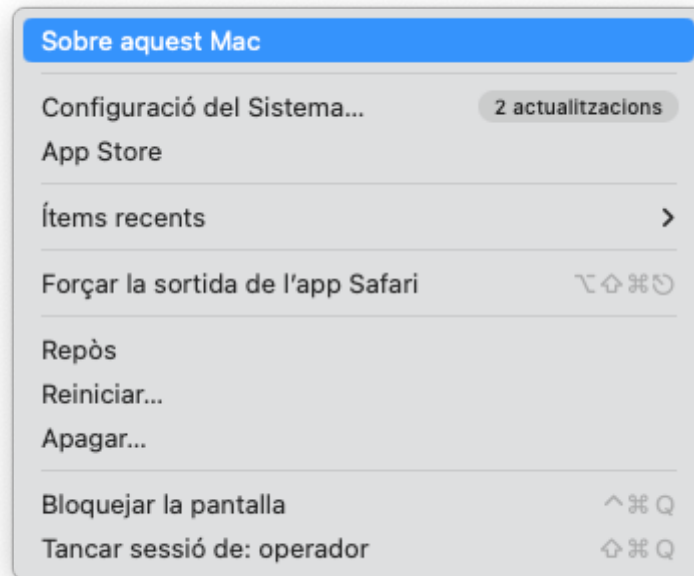 Sobre aquest Mac
Configuració del Sistema... 2 actualitzacions
App Store
Ítems recents
Forçar la sortida de l’app Safari ⌥⇧⌘⎋
Repòs
Reiniciar...
Apagar...
Bloquejar la pantalla ^⌘Q
Tancar sessió de: operador ⇧⌘Q